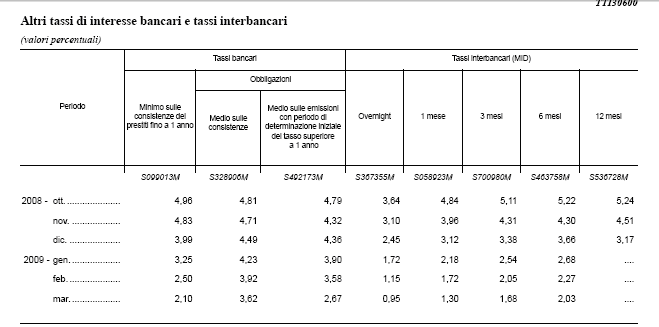 TTI30600
Altri tassi di interesse bancari e tassi interbancari
(valori percentuali)
Tassi bancari Tassi interbancari (MID)
Obbligazioni
Periodo
Minimo sulle consistenze dei prestiti fino a 1 anno
Medio sulle consistenze
Medio sulle emissioni con periodo di determinazione iniziale del tasso superiore a 1 anno
Overnight 1 mese 3 mesi 6 mesi 12 mesi
S099013M S328906M S492173M S367355M S058923M S700980M S463758M S536728M
2008 - ott. ..................... 4,96 4,81 4,79 3,64 4,84 5,11 5,22 5,24
nov. ..................... 4,83 4,71 4,32 3,10 3,96 4,31 4,30 4,51
dic. ..................... 3,99 4,49 4,36 2,45 3,12 3,38 3,66 3,17
2009 - gen. ..................... 3,25 4,23 3,90 1,72 2,18 2,54 2,68 ....
feb. ..................... 2,50 3,92 3,58 1,15 1,72 2,05 2,27 ....
mar. ..................... 2,10 3,62 2,67 0,95 1,30 1,68 2,03 ....